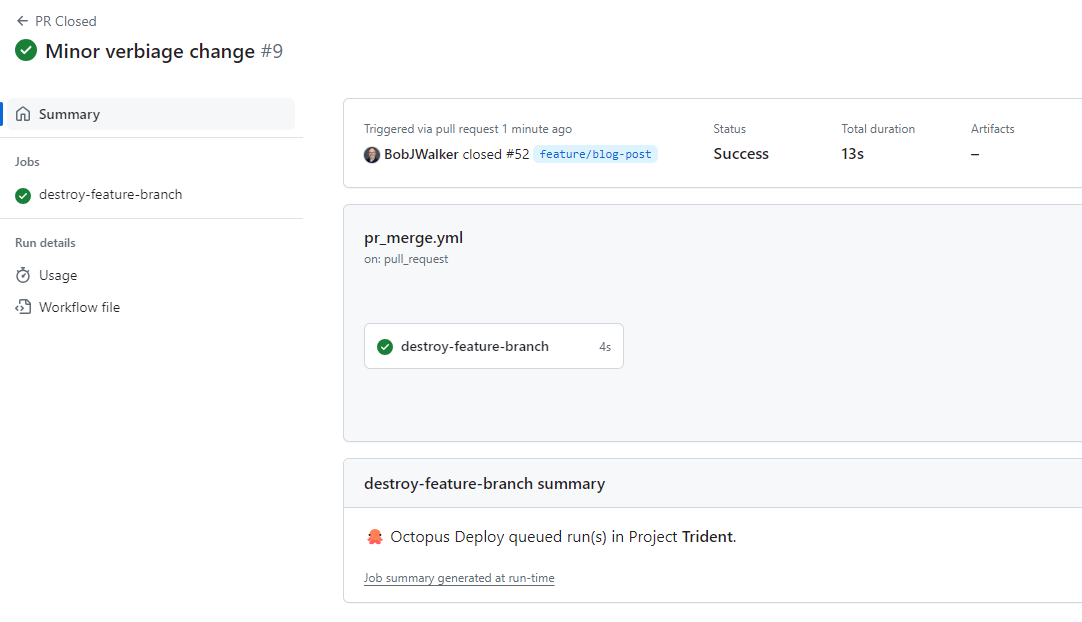 PR Closed
Minor verbiage change #9
Summary
Jobs
destroy-feature-branch
Run details
Usage
Workflow file
Triggered via pull request 1 minute ago
BobJWalker closed #52 feature/blog-post
Status
Success
Total duration
13s
Artifacts
–
pr_merge.yml
on: pull_request
destroy-feature-branch 4s
destroy-feature-branch summary
Octopus Deploy queued run(s) in Project Trident.
Job summary generated at run-time